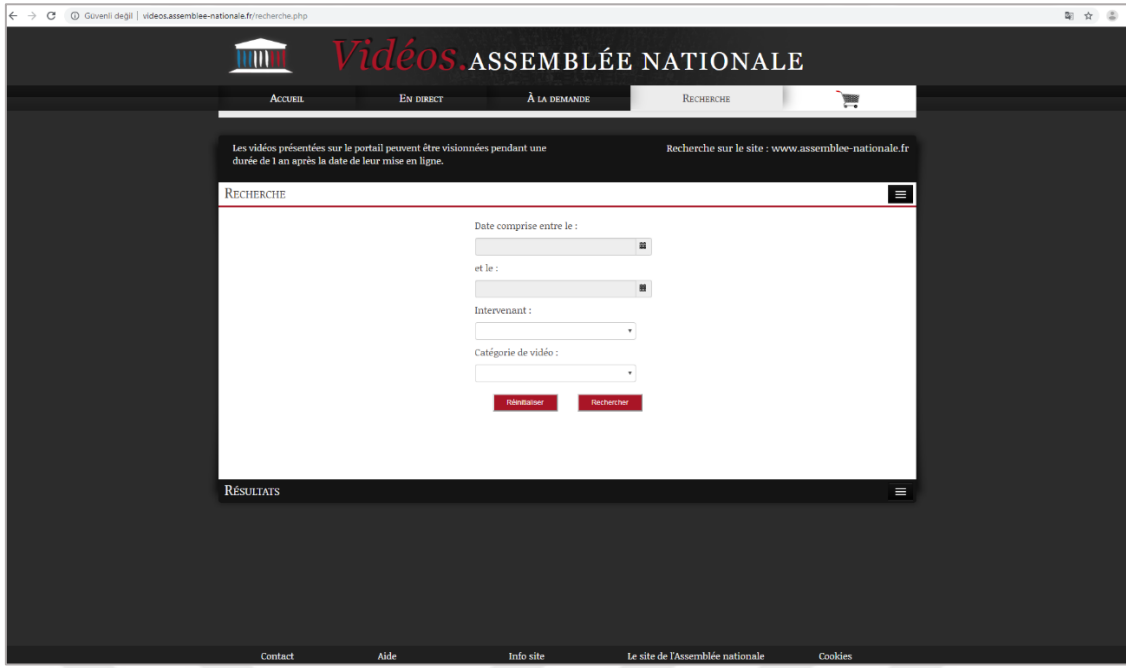 Güvenli değil | videos.assemblee-nationale.fr/recherche.php
Vidéos.ASSEMBLÉE NATIONALE
ACCUEIL
EN DIRECT
À LA DEMANDE
RECHERCHE
Les vidéos présentées sur le portail peuvent être visionnées pendant une
durée de 1 an après la date de leur mise en ligne.
Recherche sur le site : www.assemblee-nationale.fr
RECHERCHE
Date comprise entre le :
et le :
Intervenant :
Catégorie de vidéo :
Réinitialiser
Rechercher
RÉSULTATS
Contact
Aide
Info site
Le site de l'Assemblée nationale
Cookies